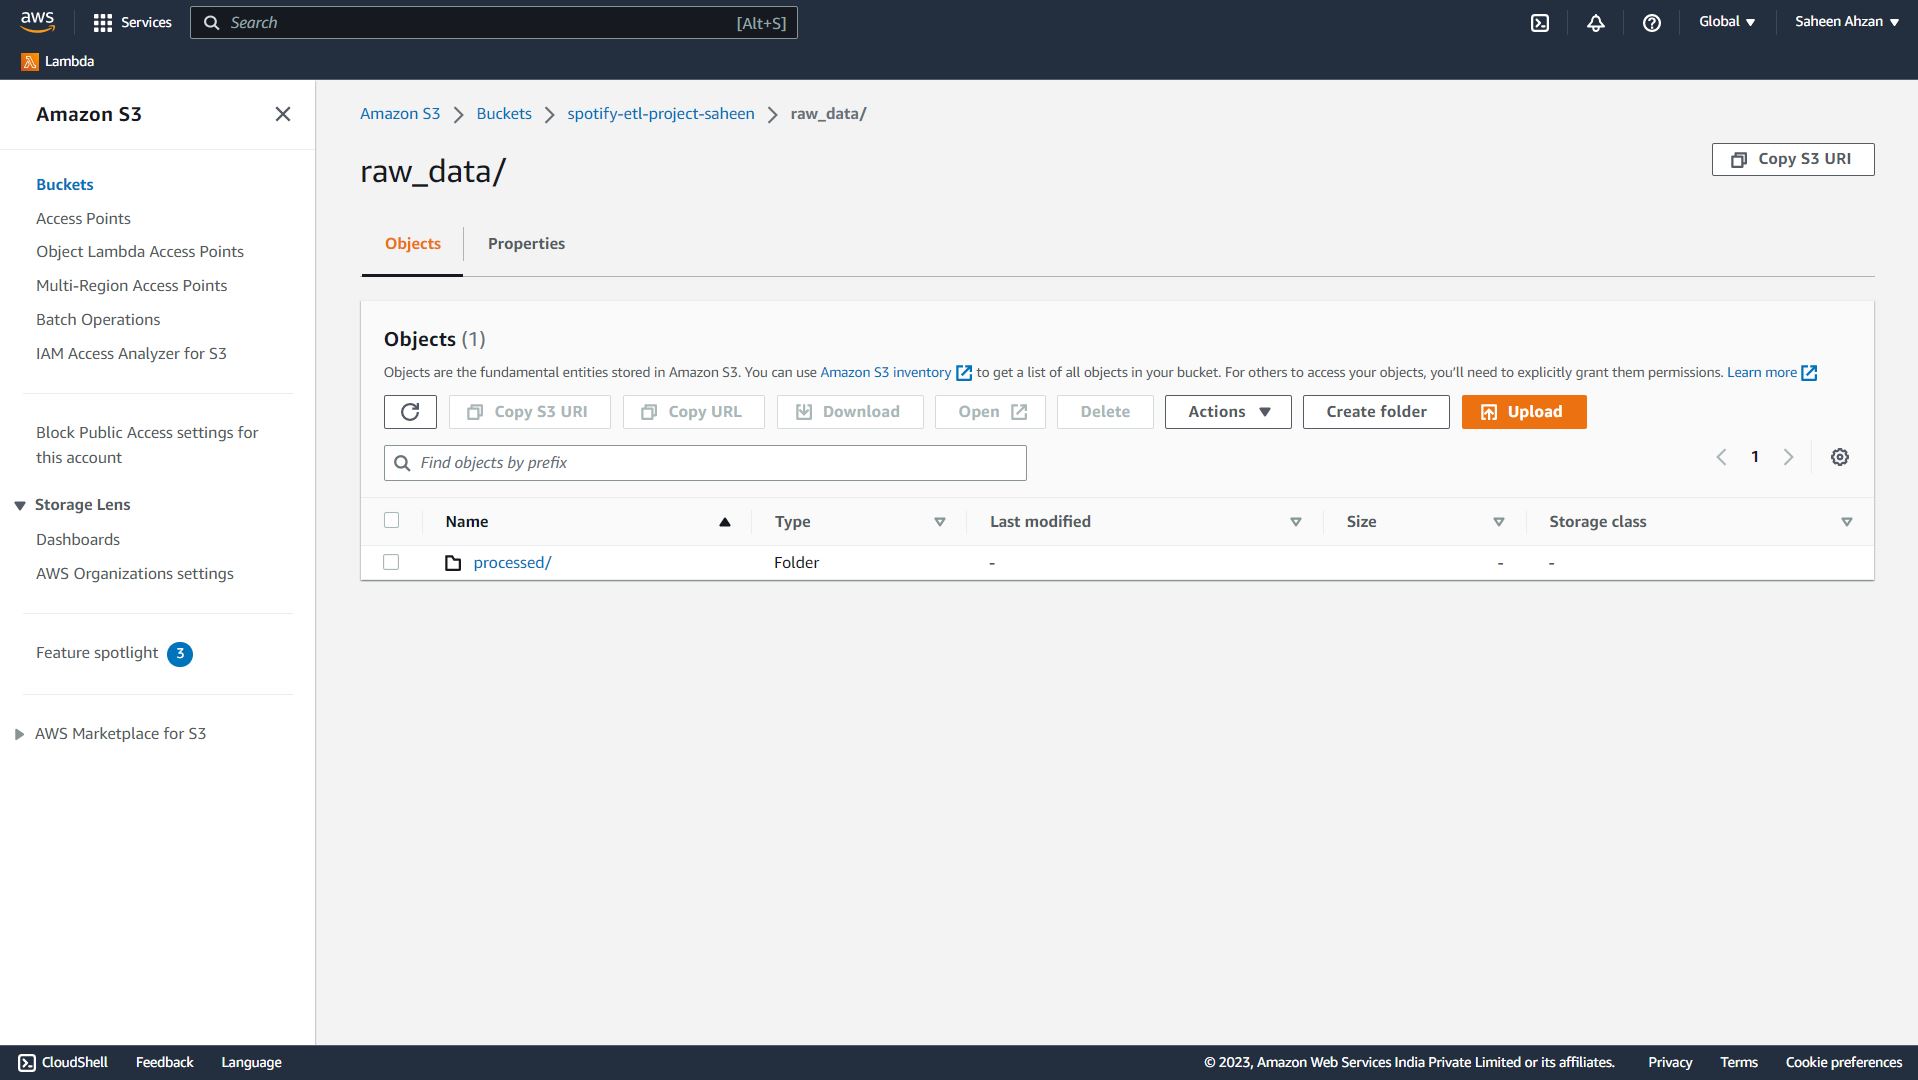 aws
Services
Search
[Alt+S]
Global
Saheen Ahzan
Lambda
Amazon S3
Buckets
Access Points
Object Lambda Access Points
Multi-Region Access Points
Batch Operations
IAM Access Analyzer for S3
Block Public Access settings for
this account
Storage Lens
Dashboards
AWS Organizations settings
Feature spotlight 3
AWS Marketplace for S3
Amazon S3 Buckets spotify-etl-project-saheen raw_data/
raw_data/
Copy S3 URI
Objects Properties
Objects (1)
Objects are the fundamental entities stored in Amazon S3. You can use Amazon S3 inventory to get a list of all objects in your bucket. For others to access your objects, you’ll need to explicitly grant them permissions. Learn more
Copy S3 URI Copy URL Download Open Delete Actions Create folder Upload
Find objects by prefix
1
Name Type Last modified Size Storage class
processed/ Folder - - -
CloudShell Feedback Language © 2023, Amazon Web Services India Private Limited or its affiliates. Privacy Terms Cookie preferences